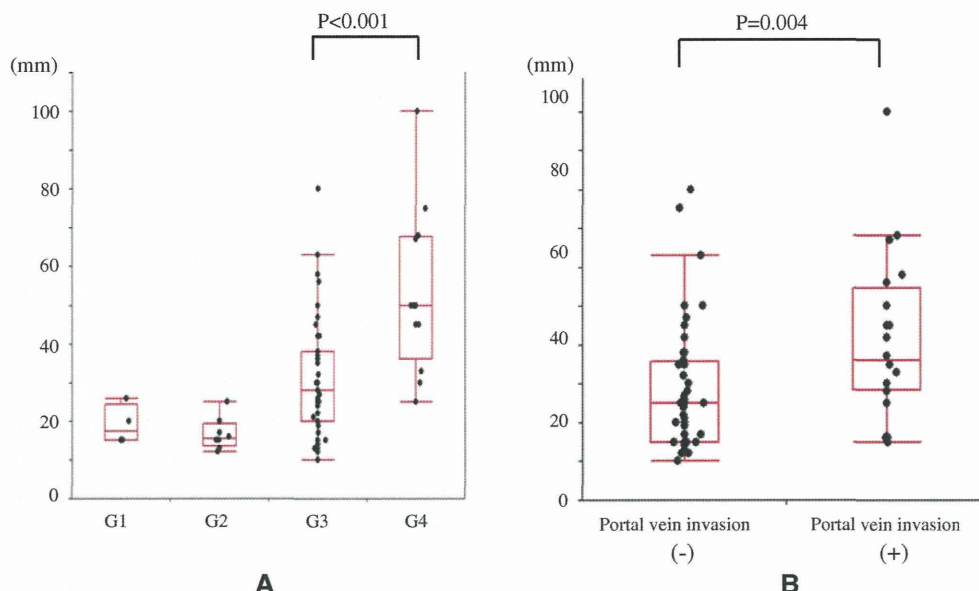 P<0.001
(mm)
100
80
60
40
20
0
G1 G2 G3 G4
A
P=0.004
(mm)
100
80
60
40
20
0
Portal vein invasion
(-)
Portal vein invasion
(+)
B